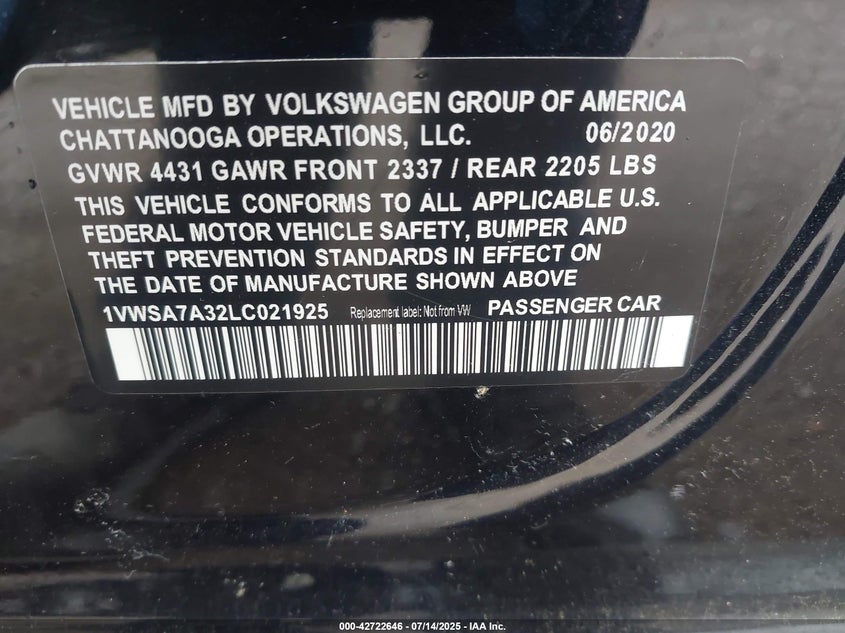 VEHICLE MFD BY VOLKSWAGEN GROUP OF AMERICA
CHATTANOOGA OPERATIONS, LLC. 06/2020
GVWR 4431 GAWR FRONT 2337 / REAR 2205 LBS
THIS VEHICLE CONFORMS TO ALL APPLICABLE U.S.
FEDERAL MOTOR VEHICLE SAFETY, BUMPER AND
THEFT PREVENTION STANDARDS IN EFFECT ON
THE DATE OF MANUFACTURE SHOWN ABOVE
1VWSA7A32LC021925 Replacement label: Not from VW PASSENGER CAR
000-42722646 - 07/14/2025 - IAA Inc.